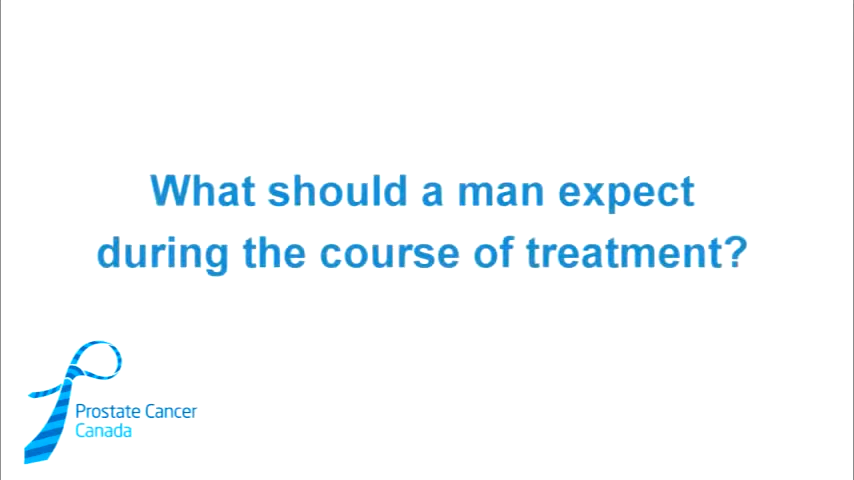 What should a man expect
during the course of treatment?
Prostate Cancer
Canada